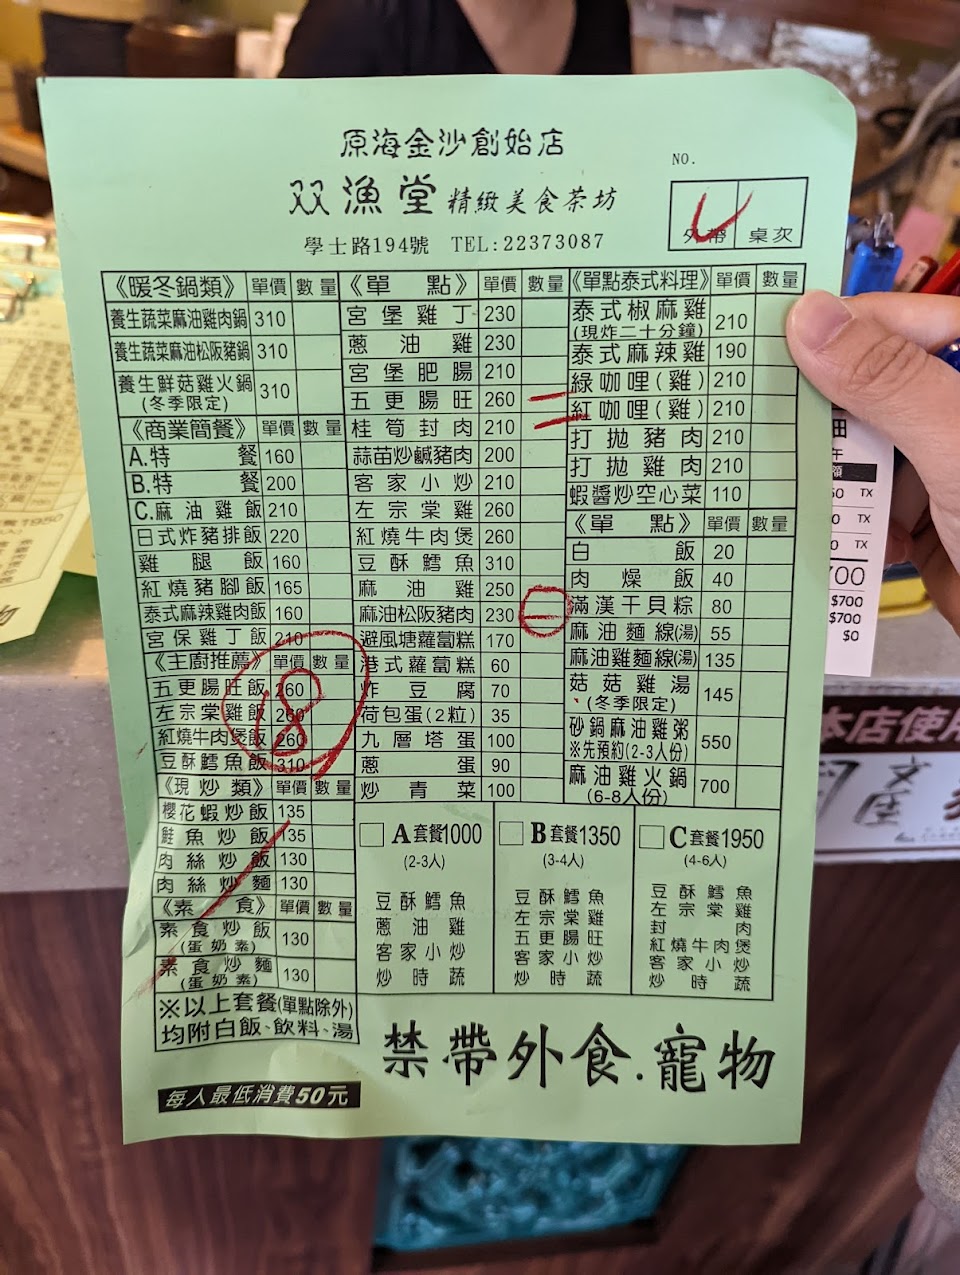 原海金沙創始店
双漁堂 精緻美食茶坊
學士路194號 TEL:22373087
NO.
外帶 桌次
《暖冬鍋類》 單價 數量
養生蔬菜麻油雞肉鍋 310
養生蔬菜麻油松阪豬鍋 310
養生鮮菇雞火鍋 310
(冬季限定)
《商業簡餐》 單價 數量
A.特餐 160
B.特餐 200
C.麻油雞飯 210
日式炸豬排飯 220
雞腿飯 160
紅燒豬腳飯 165
泰式麻辣雞肉飯 160
宮保雞丁飯 210
《主廚推薦》 單價 數量
五更腸旺飯 260
左宗棠雞飯 260
紅燒牛肉煲飯 260
豆酥鱈魚飯 310
8
《現炒類》 單價 數量
櫻花蝦炒飯 135
鮭魚炒飯 135
肉絲炒飯 130
肉絲炒麵 130
《素食》 單價 數量
素食炒飯 130
(蛋奶素)
素食炒麵 130
(蛋奶素)
※以上套餐(單點除外)
均附白飯、飲料、湯
每人最低消費50元
《單點》 單價 數量
宮堡雞丁 230
蔥油雞 230
宮堡肥腸 210
五更腸旺 260
桂筍封肉 210
蒜苗炒鹹豬肉 200
客家小炒 210
左宗棠雞 260
紅燒牛肉煲 260
豆酥鱈魚 310
麻油雞 250
麻油松阪豬肉 230
避風塘蘿蔔糕 170
港式蘿蔔糕 60
炸豆腐 70
荷包蛋(2粒) 35
九層塔蛋 100
蔥蛋 90
炒青菜 100
《單點泰式料理》 單價 數量
泰式椒麻雞 210
(現炸二十分鐘)
泰式麻辣雞 190
綠咖哩(雞) 210
紅咖哩(雞) 210
打拋豬肉 210
打拋雞肉 210
蝦醬炒空心菜 110
《單點》 單價 數量
白飯 20
肉燥飯 40
滿漢干貝粽 80
麻油麵線(湯) 55
麻油雞麵線(湯) 135
菇菇雞湯 145
(冬季限定)
砂鍋麻油雞粥 550
※先預約(2-3人份)
麻油雞火鍋 700
(6-8人份)
A套餐1000
(2-3人)
豆酥鱈魚
蔥油雞
客家小炒
炒時蔬
B套餐1350
(3-4人)
豆酥鱈魚
左宗棠雞
五更腸旺
客家小炒
炒時蔬
C套餐1950
(4-6人)
豆酥鱈魚
左宗棠雞
封肉
紅燒牛肉煲
客家小炒
炒時蔬
禁帶外食.寵物
TX
TX
TX
$700
$700
$0
本店使用